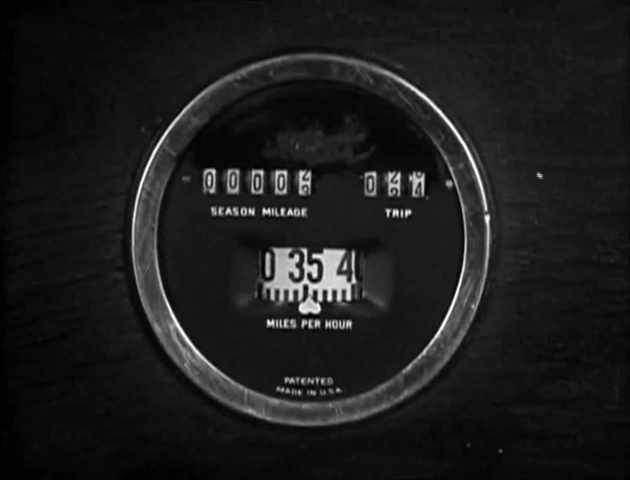 0000 0
SEASON MILEAGE TRIP
0 35 4
MILES PER HOUR
PATENTED
MADE IN U.S.A.